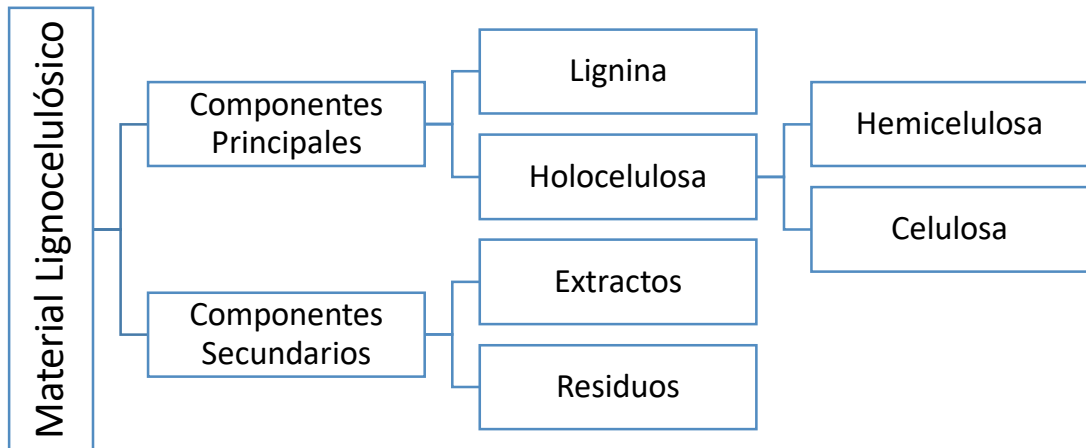 Material Lignocelulósico
Componentes
Principales
Lignina
Holocelulosa
Hemicelulosa
Celulosa
Componentes
Secundarios
Extractos
Residuos